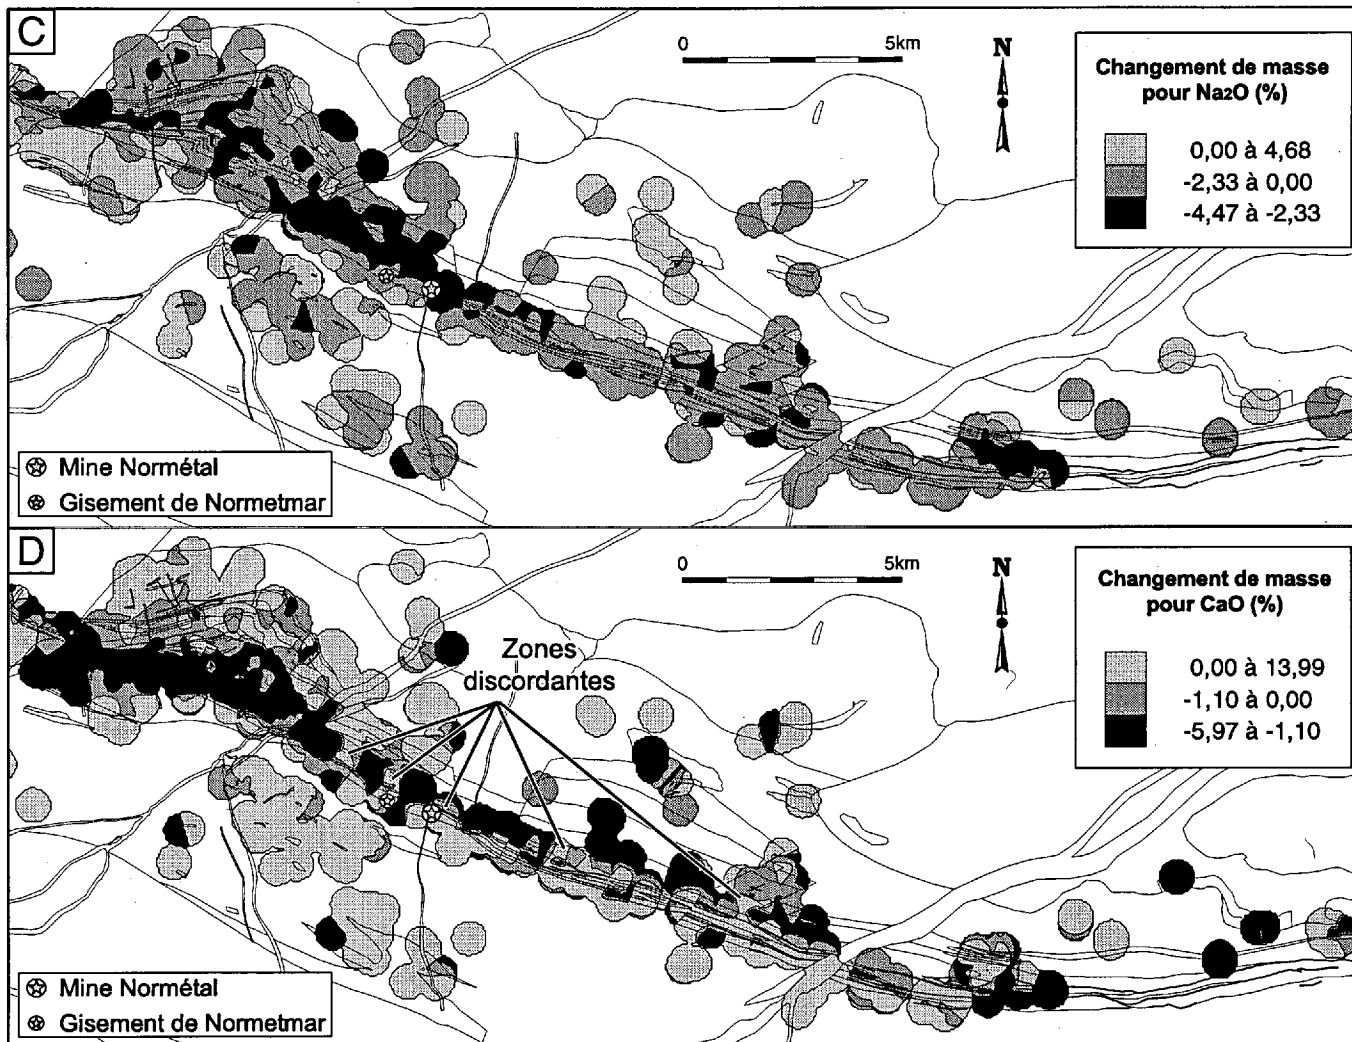 C
0
5km
N
Changement de masse
pour Na2O (%)
0,00 à 4,68
-2,33 à 0,00
-4,47 à -2,33
Mine Normétal
Gisement de Normetmar
D
0
5km
N
Changement de masse
pour CaO (%)
0,00 à 13,99
-1,10 à 0,00
-5,97 à -1,10
Zones
discordantes
Mine Normétal
Gisement de Normetmar